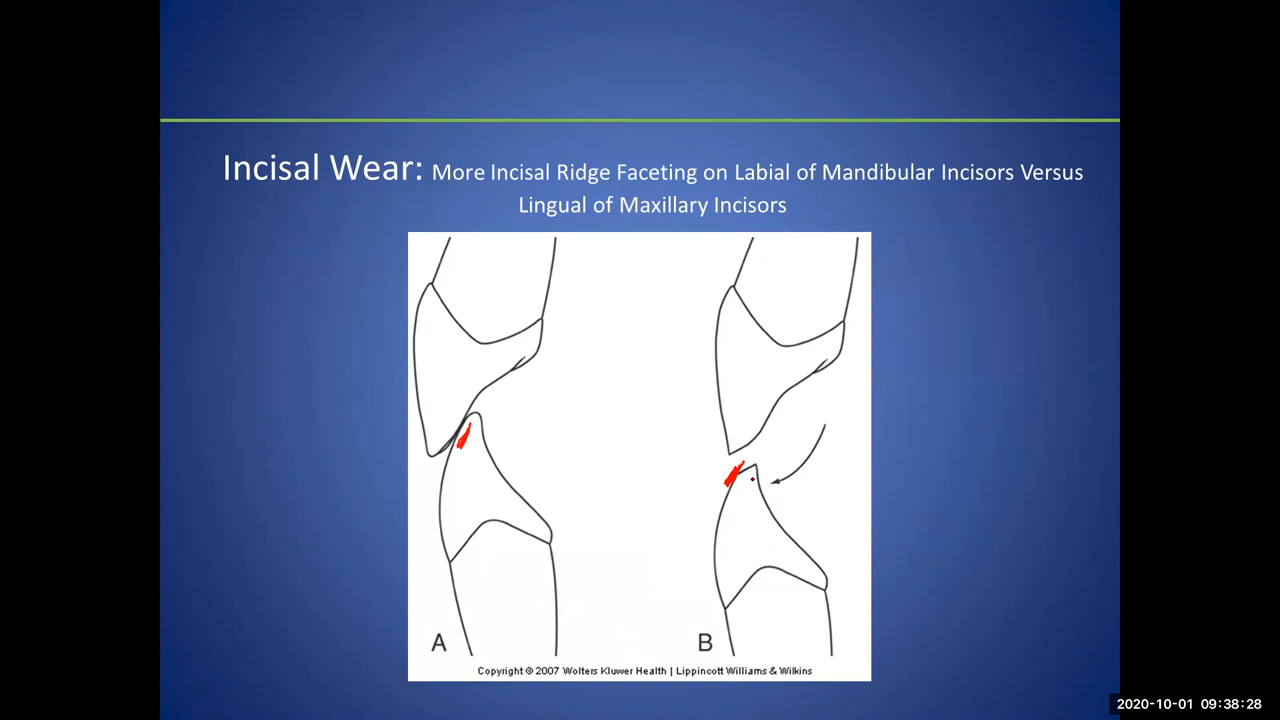 Incisal Wear: More Incisal Ridge Faceting on Labial of Mandibular Incisors Versus
Lingual of Maxillary Incisors
A
B
Copyright © 2007 Wolters Kluwer Health | Lippincott Williams & Wilkins
2020-10-01 09:38:28